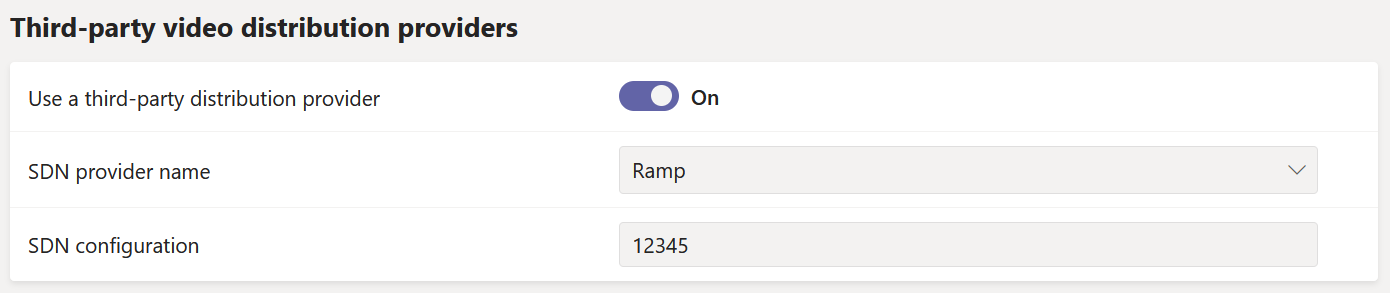 Third-party video distribution providers
Use a third-party distribution provider
On
SDN provider name
Ramp
SDN configuration
12345